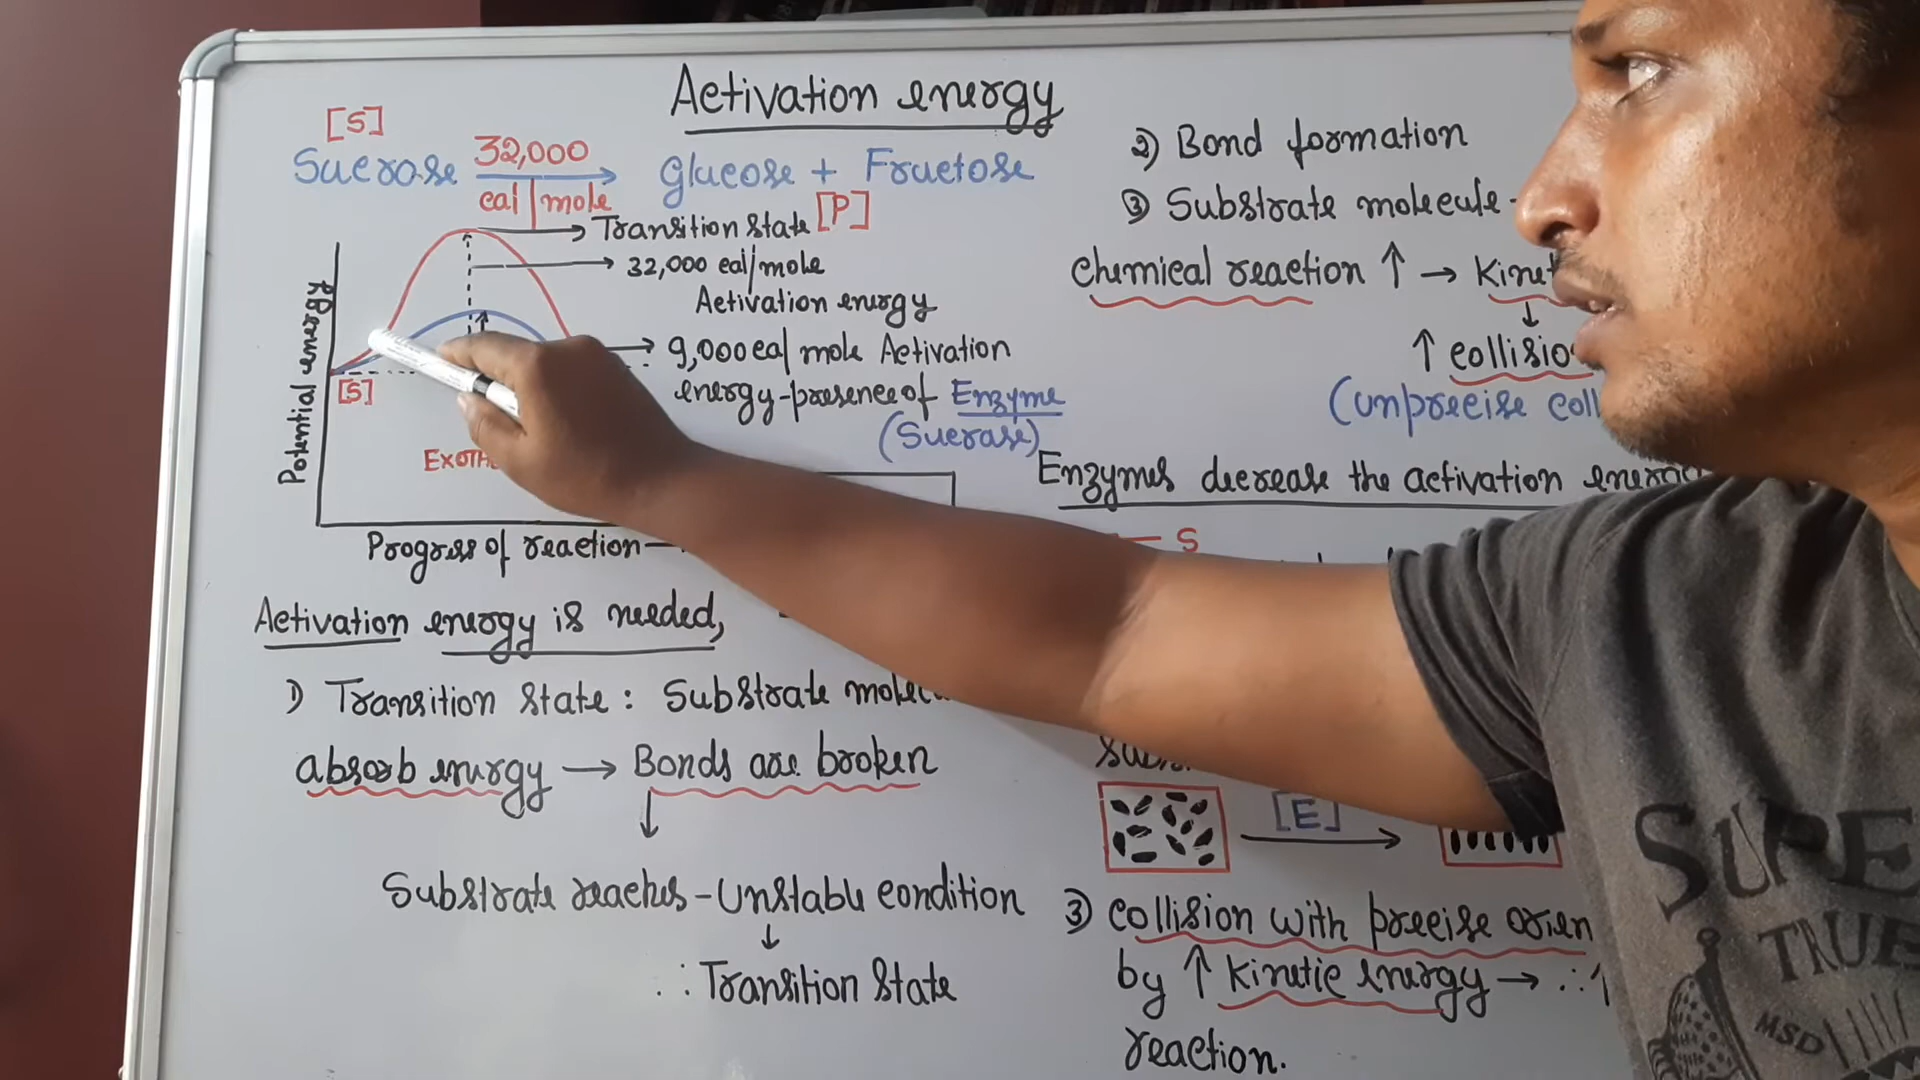 Activation energy
[S]
Sucrose 32,000 cal/mole → glucose + Fructose
[P]
Transition state
32,000 cal/mole
Activation energy
9,000 cal mole Activation
energy-presence of Enzyme
(Sucrase)
[S]
Potential energy
Progress of reaction
Activation energy is needed,
1) Transition state: Substrate
absorb energy → Bonds are broken
↓
Substrate reaches - Unstable condition
↓
∴ Transition State
2) Bond formation
③ Substrate molecule
Chemical reaction ↑ →
↓
↑
(unprecise
Enzymes decrease the activation
S
[E]
3) collision with precise
by ↑ Kinetic energy → ∴ ↑
reaction.
TRUE
MSD